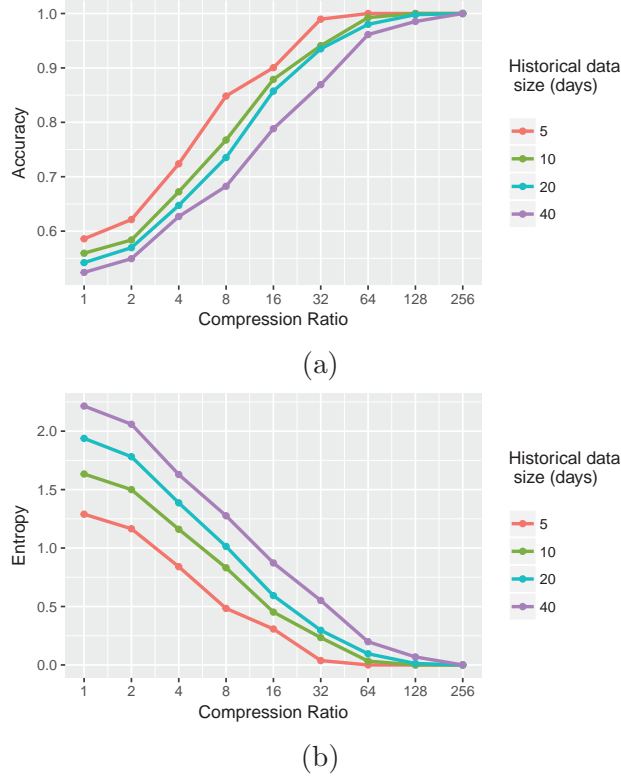 1.0
0.9
0.8
0.7
0.6
Accuracy
1 2 4 8 16 32 64 128 256
Compression Ratio
Historical data
size (days)
5
10
20
40
(a)
2.0
1.5
1.0
0.5
0.0
Entropy
1 2 4 8 16 32 64 128 256
Compression Ratio
Historical data
size (days)
5
10
20
40
(b)